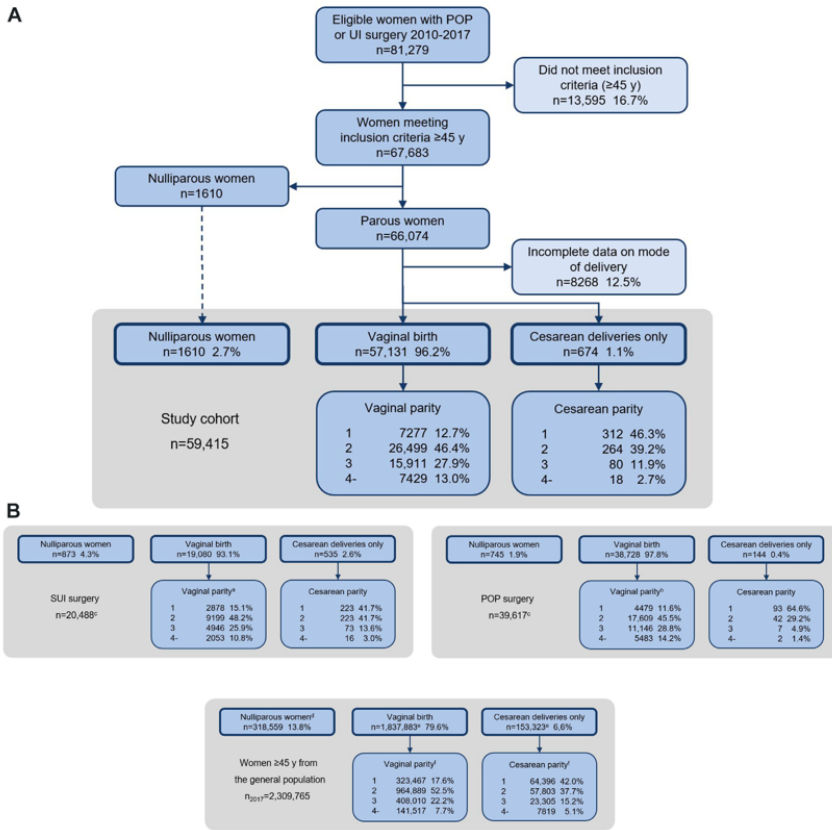 A
Eligible women with POP
or UI surgery 2010-2017
n=81,279
Did not meet inclusion
criteria (≥45 y)
n=13,595 16.7%
Women meeting
inclusion criteria ≥45 y
n=67,683
Nulliparous women
n=1610
Parous women
n=66,074
Incomplete data on mode
of delivery
n=8268 12.5%
Nulliparous women
n=1610 2.7%
Vaginal birth
n=57,131 96.2%
Cesarean deliveries only
n=674 1.1%
Study cohort
n=59,415
Vaginal parity
1 7277 12.7%
2 26,499 46.4%
3 15,911 27.9%
4- 7429 13.0%
Cesarean parity
1 312 46.3%
2 264 39.2%
3 80 11.9%
4- 18 2.7%
B
Nulliparous women
n=873 4.3%
Vaginal birth
n=19,080 93.1%
Cesarean deliveries only
n=535 2.6%
SUI surgery
n=20,488ᶜ
Vaginal parityᵃ
1 2878 15.1%
2 9199 48.2%
3 4946 25.9%
4- 2053 10.8%
Cesarean parity
1 223 41.7%
2 223 41.7%
3 73 13.6%
4- 16 3.0%
Nulliparous women
n=745 1.9%
Vaginal birth
n=38,728 97.8%
Cesarean deliveries only
n=144 0.4%
POP surgery
n=39,617ᶜ
Vaginal parityᵇ
1 4479 11.6%
2 17,609 45.5%
3 11,146 28.8%
4- 5483 14.2%
Cesarean parity
1 93 64.6%
2 42 29.2%
3 7 4.9%
4- 2 1.4%
Nulliparous womenᵈ
n=318,559 13.8%
Vaginal birth
n=1,837,883ᵉ 79.6%
Cesarean deliveries only
n=153,323ᵉ 6,6%
Women ≥45 y from
the general population
n₂₀₁₇=2,309,765
Vaginal parityᶠ
1 323,467 17.6%
2 964,889 52.5%
3 408,010 22.2%
4- 141,517 7.7%
Cesarean parityᶠ
1 64,396 42.0%
2 57,803 37.7%
3 23,305 15.2%
4- 7819 5.1%